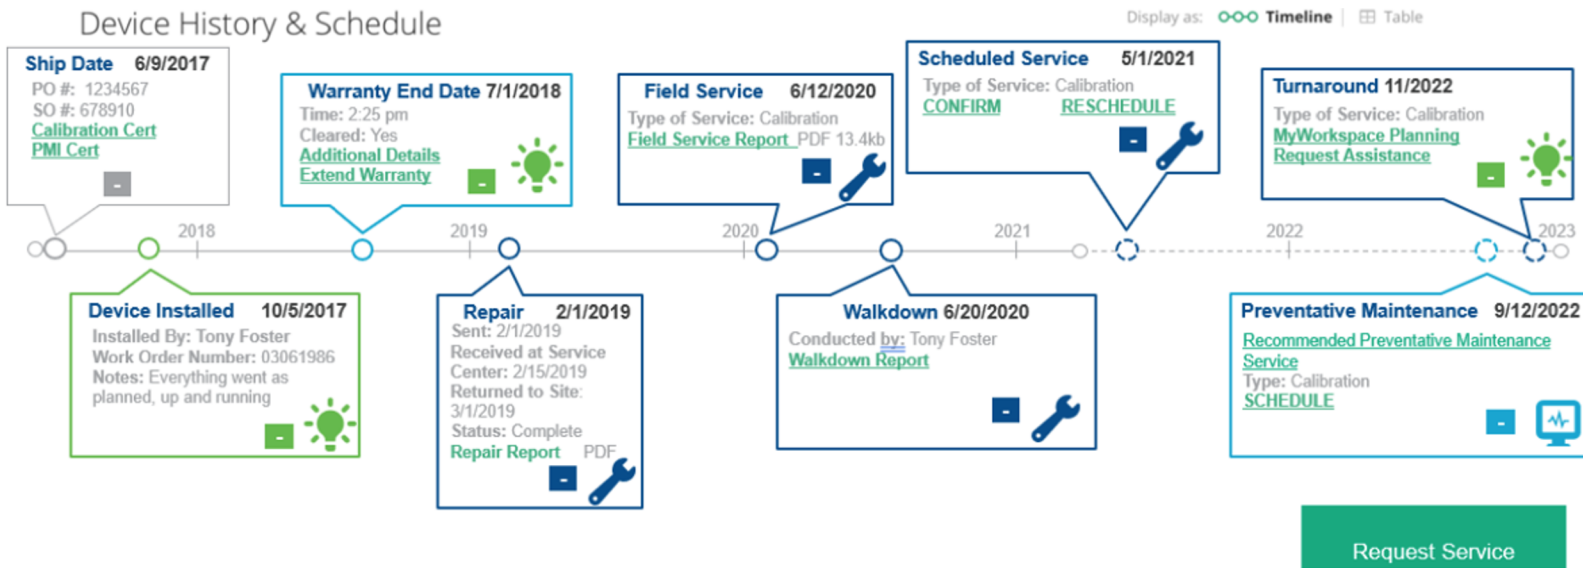 Device History & Schedule
Display as: Timeline Table
Ship Date 6/9/2017
PO #: 1234567
SO #: 678910
Calibration Cert
PMI Cert
-
Warranty End Date 7/1/2018
Time: 2:25 pm
Cleared: Yes
Additional Details
Extend Warranty
-
Field Service 6/12/2020
Type of Service: Calibration
Field Service Report PDF 13.4kb
-
Scheduled Service 5/1/2021
Type of Service: Calibration
CONFIRM RESCHEDULE
-
Turnaround 11/2022
Type of Service: Calibration
MyWorkspace Planning
Request Assistance
-
2018 2019 2020 2021 2022 2023
Device Installed 10/5/2017
Installed By: Tony Foster
Work Order Number: 03061986
Notes: Everything went as
planned, up and running
-
Repair 2/1/2019
Sent: 2/1/2019
Received at Service
Center: 2/15/2019
Returned to Site:
3/1/2019
Status: Complete
Repair Report PDF
-
Walkdown 6/20/2020
Conducted by: Tony Foster
Walkdown Report
-
Preventative Maintenance 9/12/2022
Recommended Preventative Maintenance
Service
Type: Calibration
SCHEDULE
-
Request Service